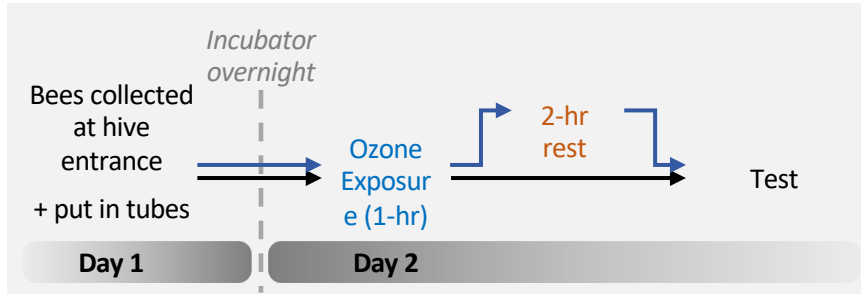 Incubator
overnight
Bees collected
at hive
entrance
+ put in tubes
Ozone
Exposur
e (1-hr)
2-hr
rest
Test
Day 1
Day 2